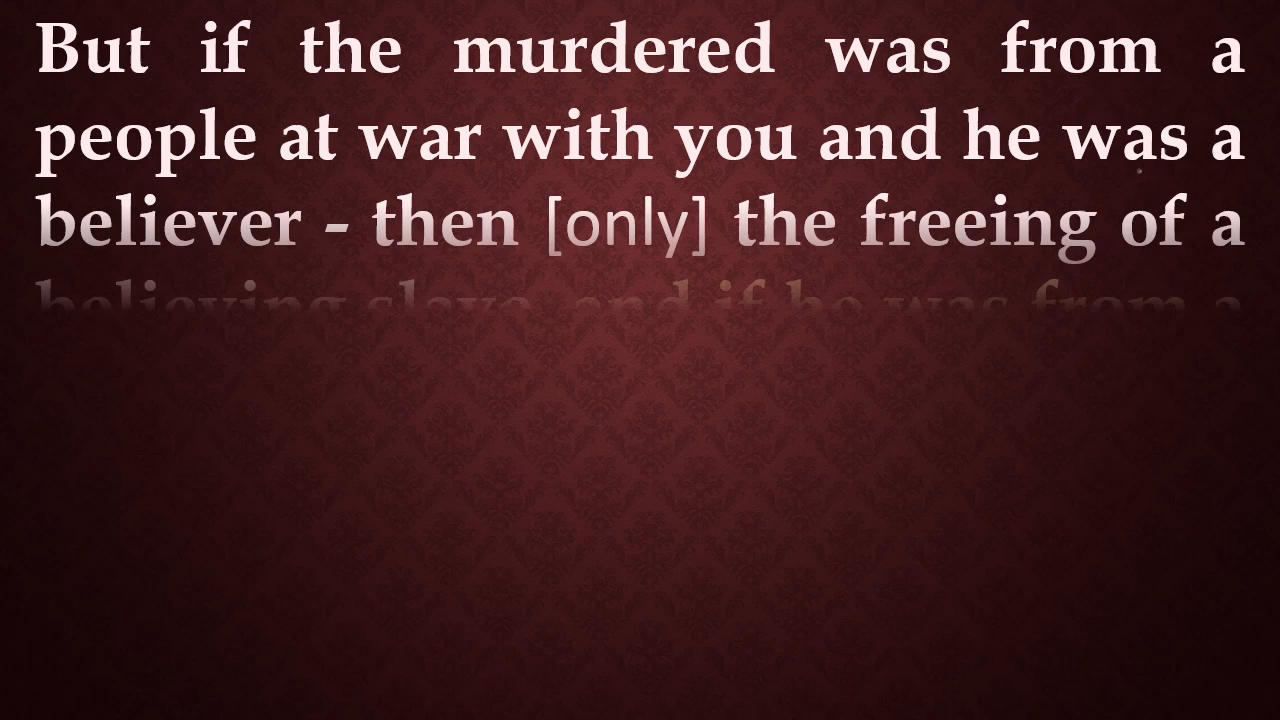 But if the murdered was from a
people at war with you and he was a
believer - then [only] the freeing of a
believing slave and if he was from a